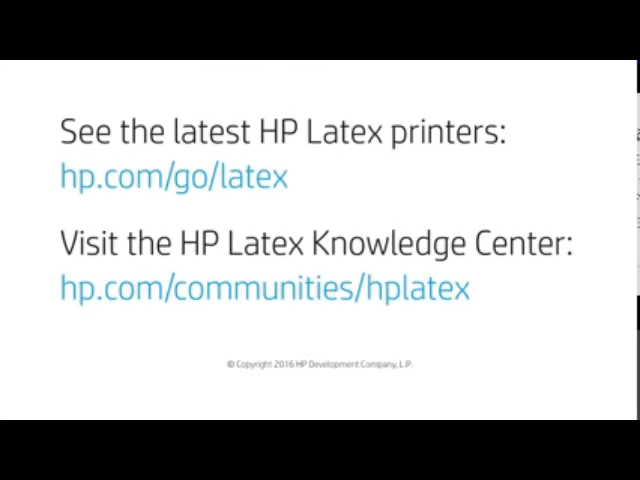 See the latest HP Latex printers:
hp.com/go/latex
Visit the HP Latex Knowledge Center:
hp.com/communities/hplatex
© Copyright 2016 HP Development Company, L.P.